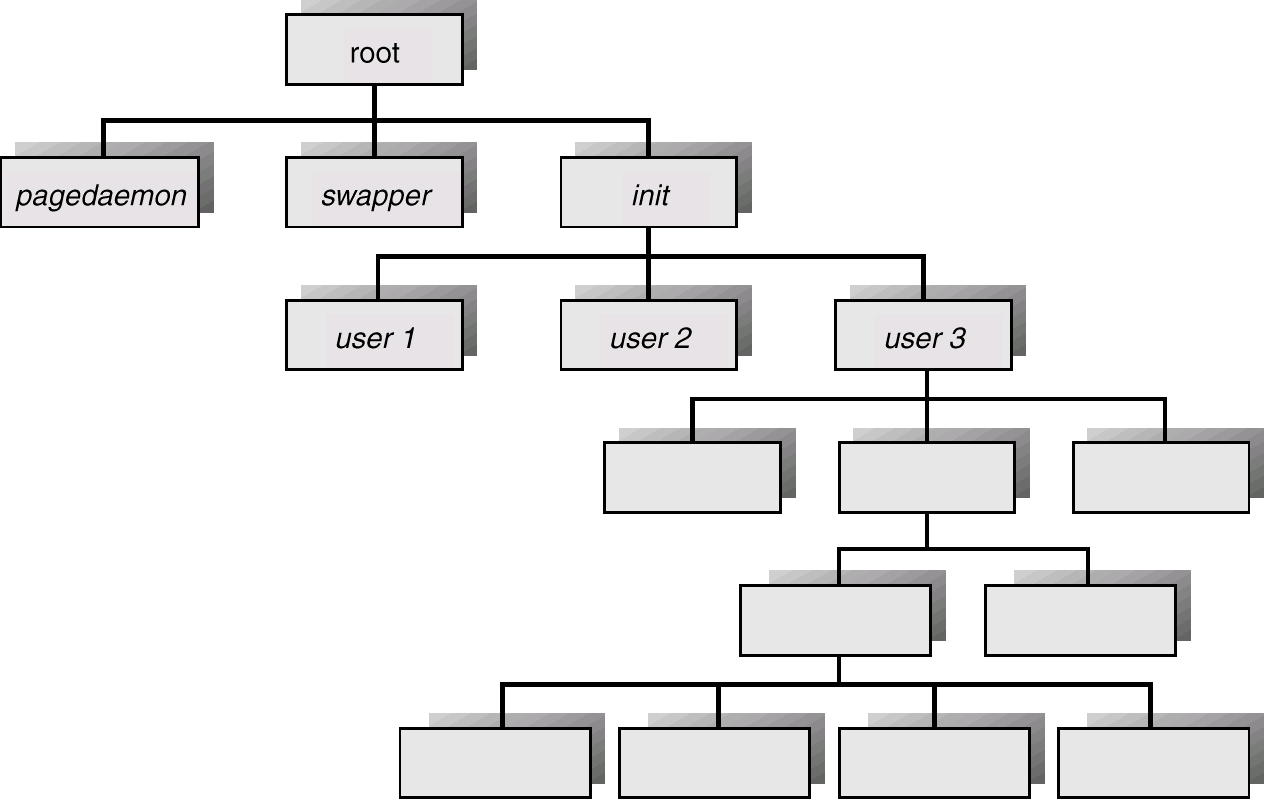 root
pagedaemon
swapper
init
user 1
user 2
user 3